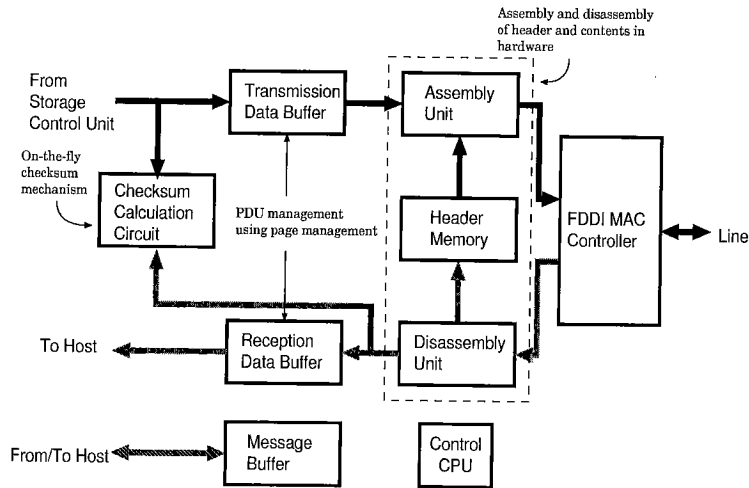 Assembly and disassembly
of header and contents in
hardware
From
Storage
Control Unit
Transmission
Data Buffer
Assembly
Unit
On-the-fly
checksum
mechanism
Checksum
Calculation
Circuit
PDU management
using page management
Header
Memory
FDDI MAC
Controller
Line
To Host
Reception
Data Buffer
Disassembly
Unit
From/To Host
Message
Buffer
Control
CPU